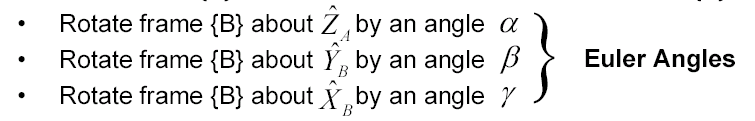 • Rotate frame {B} about Ẑ_A by an angle α
• Rotate frame {B} about Ŷ_B by an angle β
• Rotate frame {B} about X̂_B by an angle γ
Euler Angles